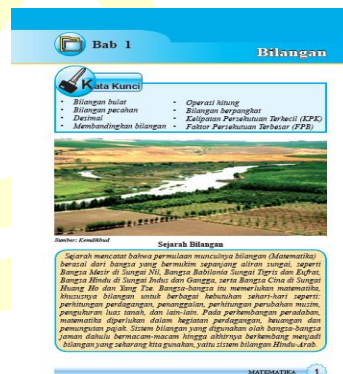 Bab 1
Bilangan
Kata Kunci
• Bilangan bulat
• Bilangan pecahan
• Desimal
• Membandingkan bilangan
• Operasi hitung
• Bilangan berpangkat
• Kelipatan Persekutuan Terkecil (KPK)
• Faktor Persekutuan Terbesar (FPB)
Sumber: Kemdikbud
Sejarah Bilangan
Sejarah mencatat bahwa permulaan munculnya bilangan (Matematika)
berasal dari bangsa yang bermukim sepanjang aliran sungai, seperti
Bangsa Mesir di Sungai Nil, Bangsa Babilonia Sungai Tigris dan Eufrat,
Bangsa Hindu di Sungai Indus dan Gangga, serta Bangsa Cina di Sungai
Huang Ho dan Yang Tse. Bangsa-bangsa itu memerlukan matematika,
khususnya bilangan untuk berbagai kebutuhan sehari-hari seperti:
perhitungan perdagangan, penanggalan, perhitungan perubahan musim,
pengukuran luas tanah, dan lain-lain. Pada perkembangan peradaban,
matematika diperlukan dalam kegiatan perdagangan, keuangan dan
pemungutan pajak. Sistem bilangan yang digunakan oleh bangsa-bangsa
jaman dahulu bermacam-macam hingga akhirnya berkembang menjadi
bilangan yang sekarang kita gunakan, yaitu sistem bilangan Hindu-Arab.
MATEMATIKA 1